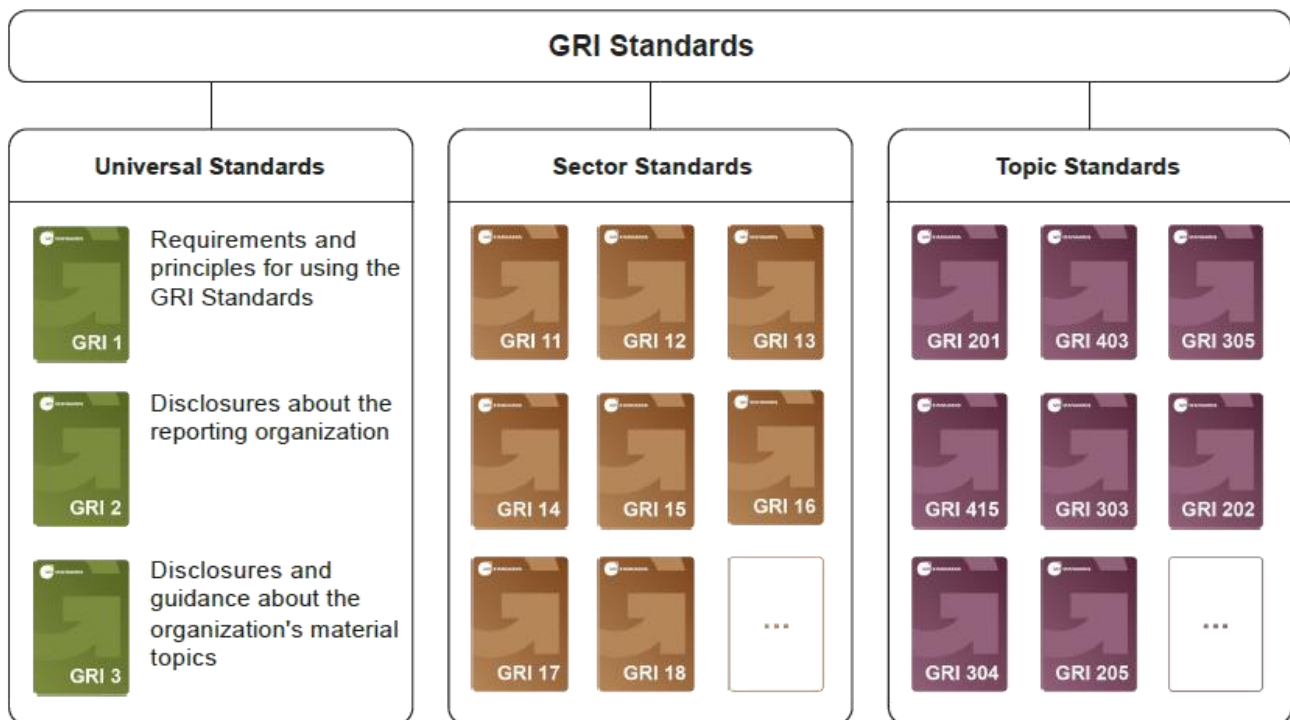 GRI Standards
Universal Standards
GRI 1
Requirements and
principles for using the
GRI Standards
GRI 2
Disclosures about the
reporting organization
GRI 3
Disclosures and
guidance about the
organization's material
topics
Sector Standards
GRI 11
GRI 12
GRI 13
GRI 14
GRI 15
GRI 16
GRI 17
GRI 18
...
Topic Standards
GRI 201
GRI 403
GRI 305
GRI 415
GRI 303
GRI 202
GRI 304
GRI 205
...